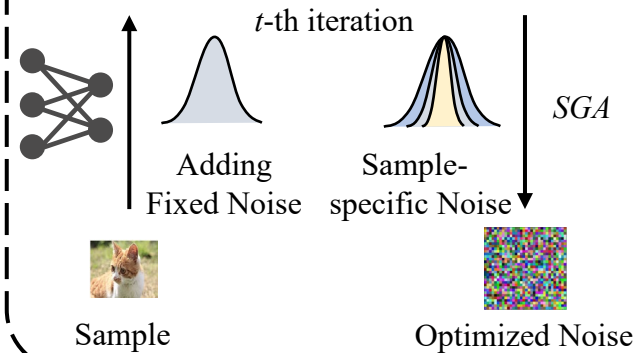 t-th iteration
SGA
Adding
Fixed Noise
Sample-
specific Noise
Sample
Optimized Noise